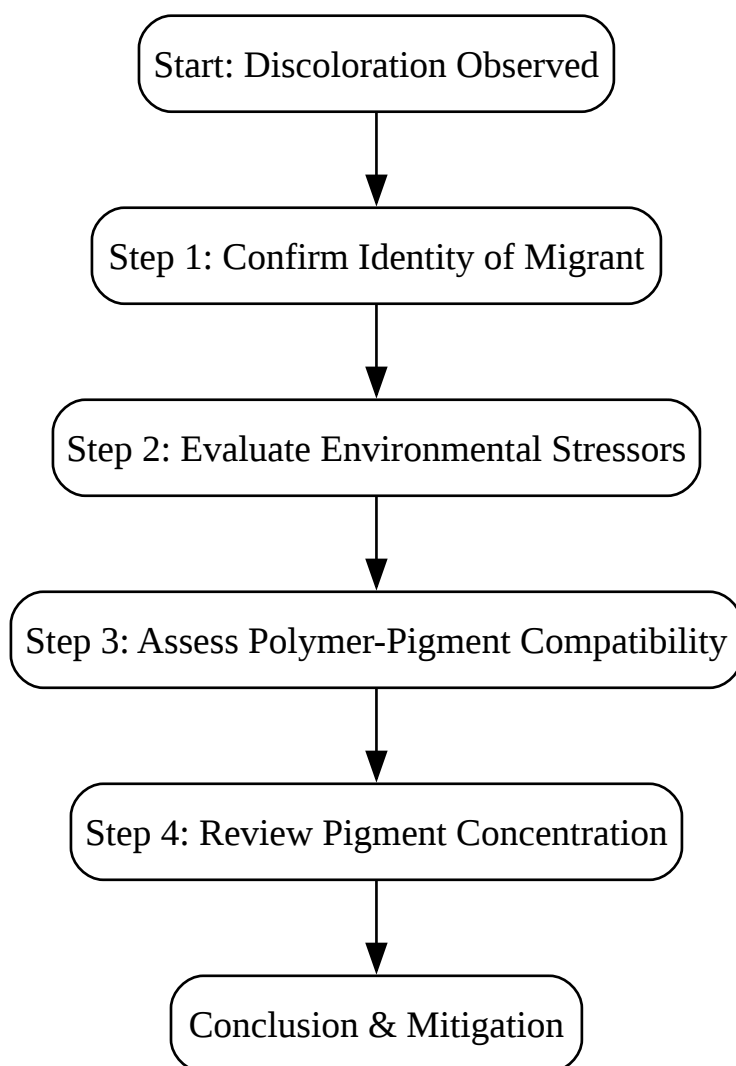 Start: Discoloration Observed
Step 1: Confirm Identity of Migrant
Step 2: Evaluate Environmental Stressors
Step 3: Assess Polymer-Pigment Compatibility
Step 4: Review Pigment Concentration
Conclusion & Mitigation